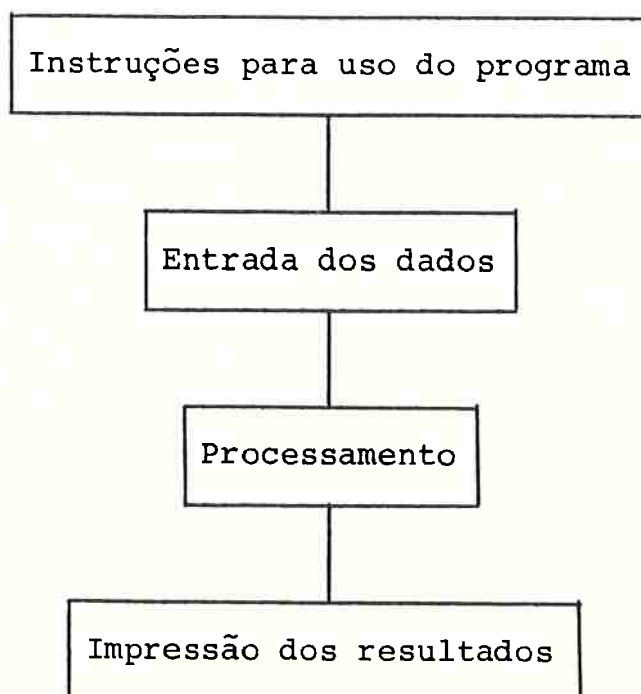 Instruções para uso do programa
Entrada dos dados
Processamento
Impressão dos resultados